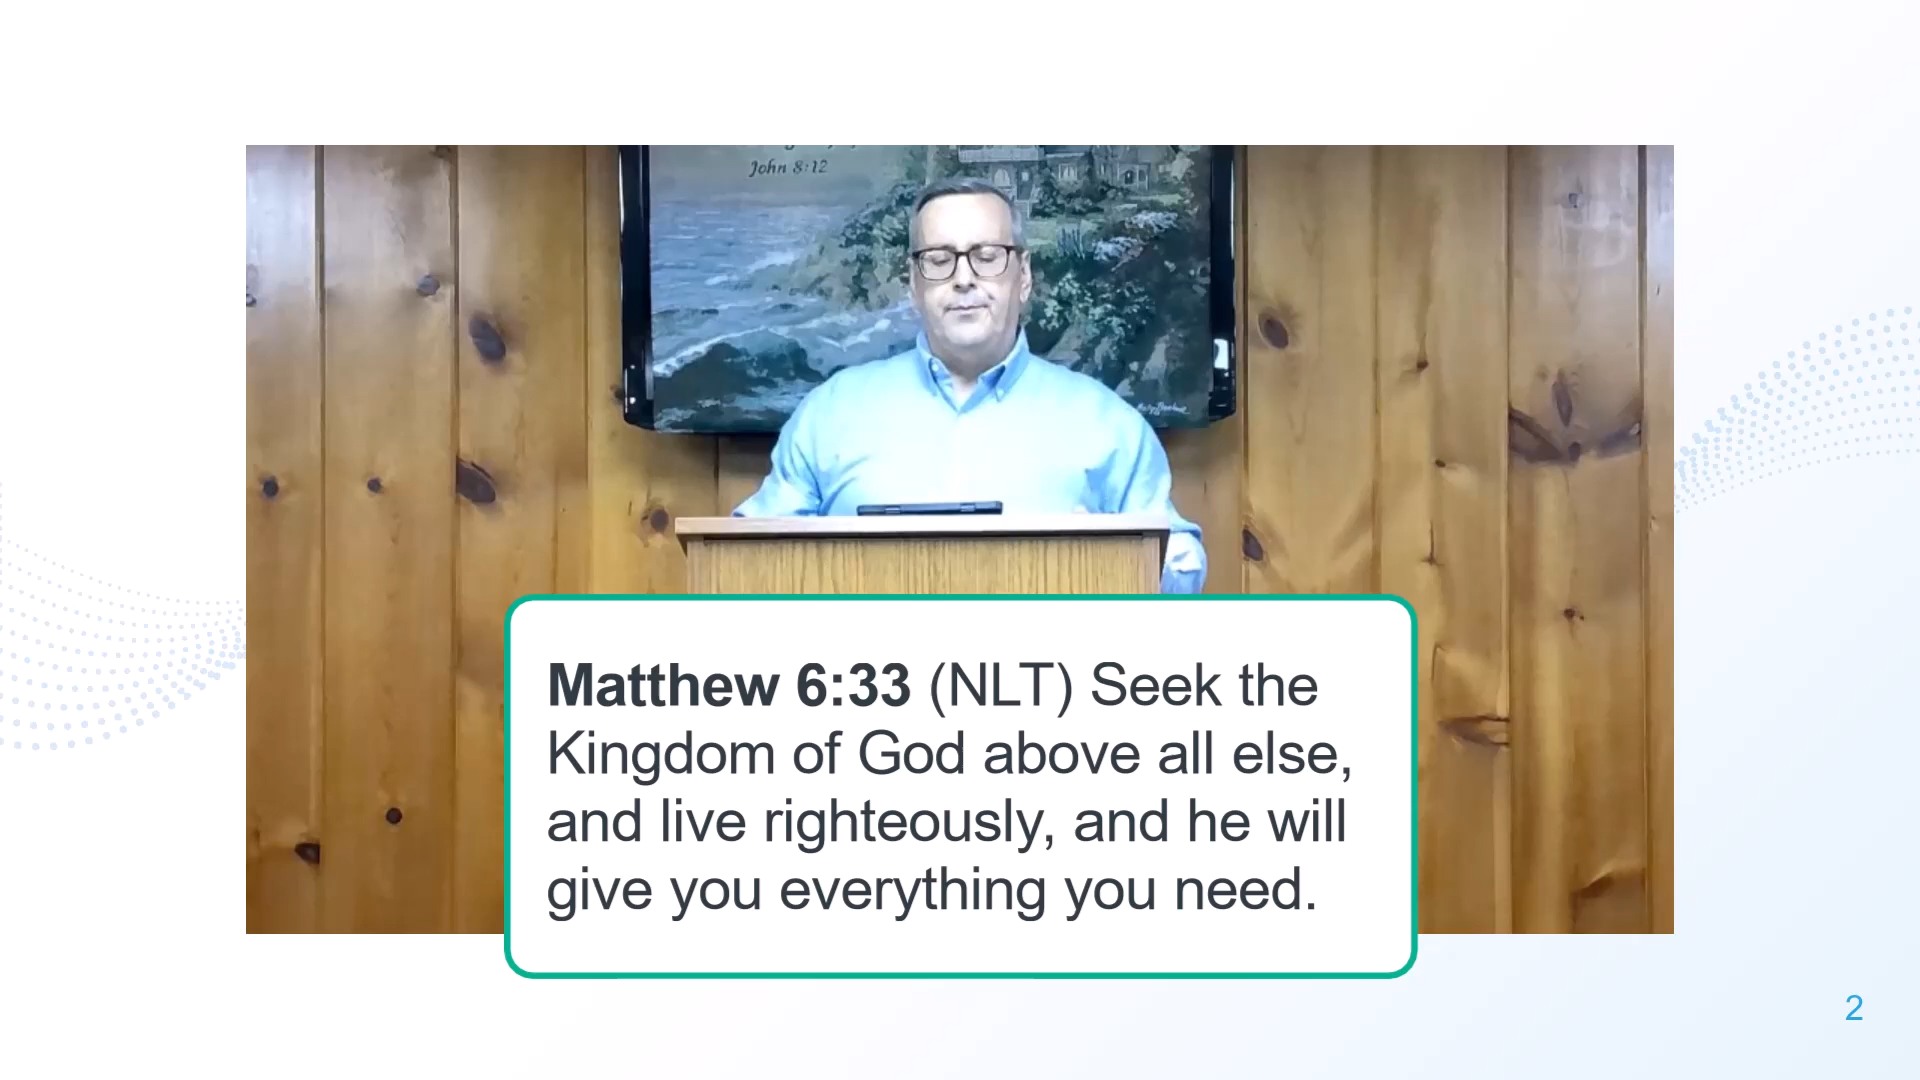 John 8:12
Matthew 6:33 (NLT) Seek the
Kingdom of God above all else,
and live righteously, and he will
give you everything you need.
2